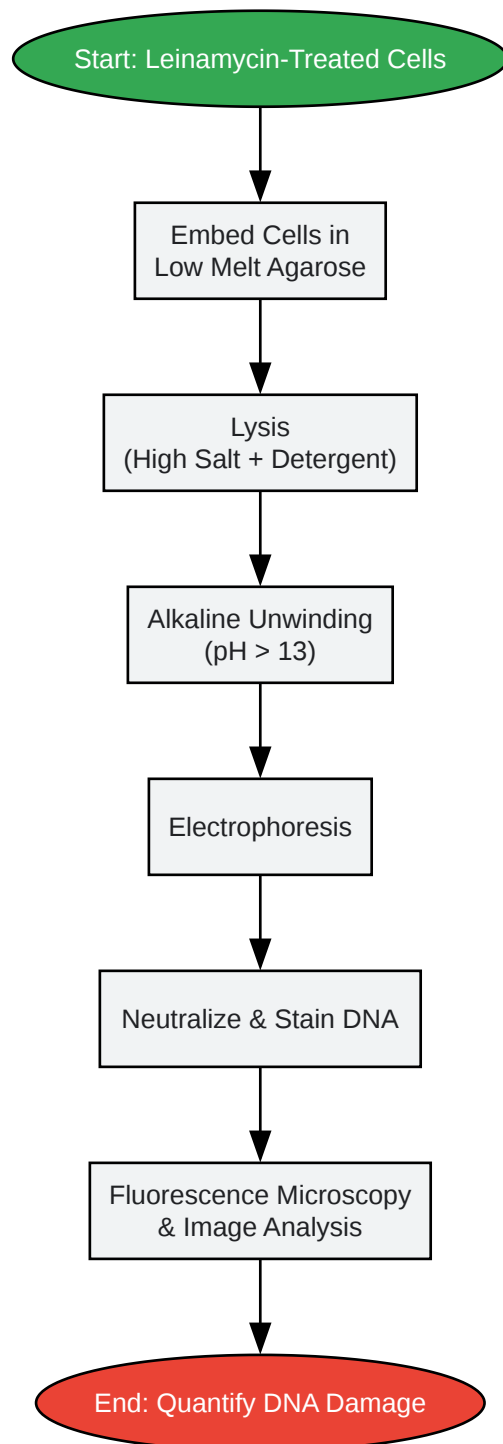 Start: Leinamycin-Treated Cells
Embed Cells in
Low Melt Agarose
Lysis
(High Salt + Detergent)
Alkaline Unwinding
(pH > 13)
Electrophoresis
Neutralize & Stain DNA
Fluorescence Microscopy
& Image Analysis
End: Quantify DNA Damage